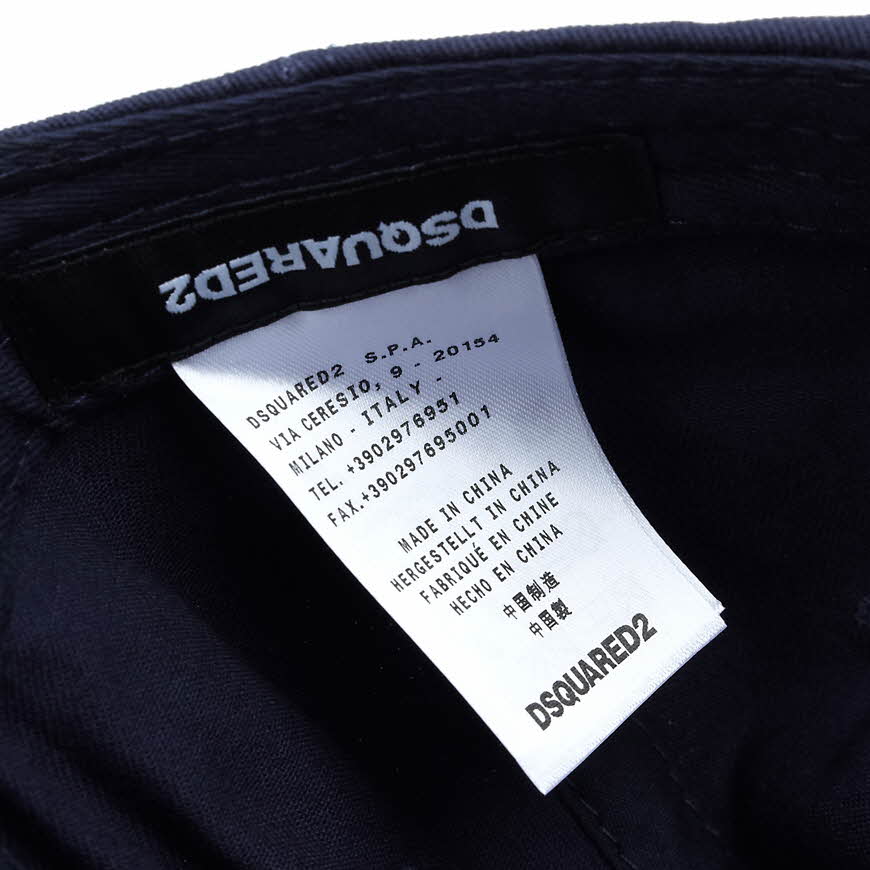 DSQUARED2
DSQUARED2 S.P.A.
VIA CERESIO, 9 - 20154
MILANO - ITALY -
TEL. +3902976951
FAX.+390297695001
MADE IN CHINA
HERGESTELLT IN CHINA
FABRIQUÉ EN CHINE
HECHO EN CHINA
中国制造
中国製
DSQUARED2